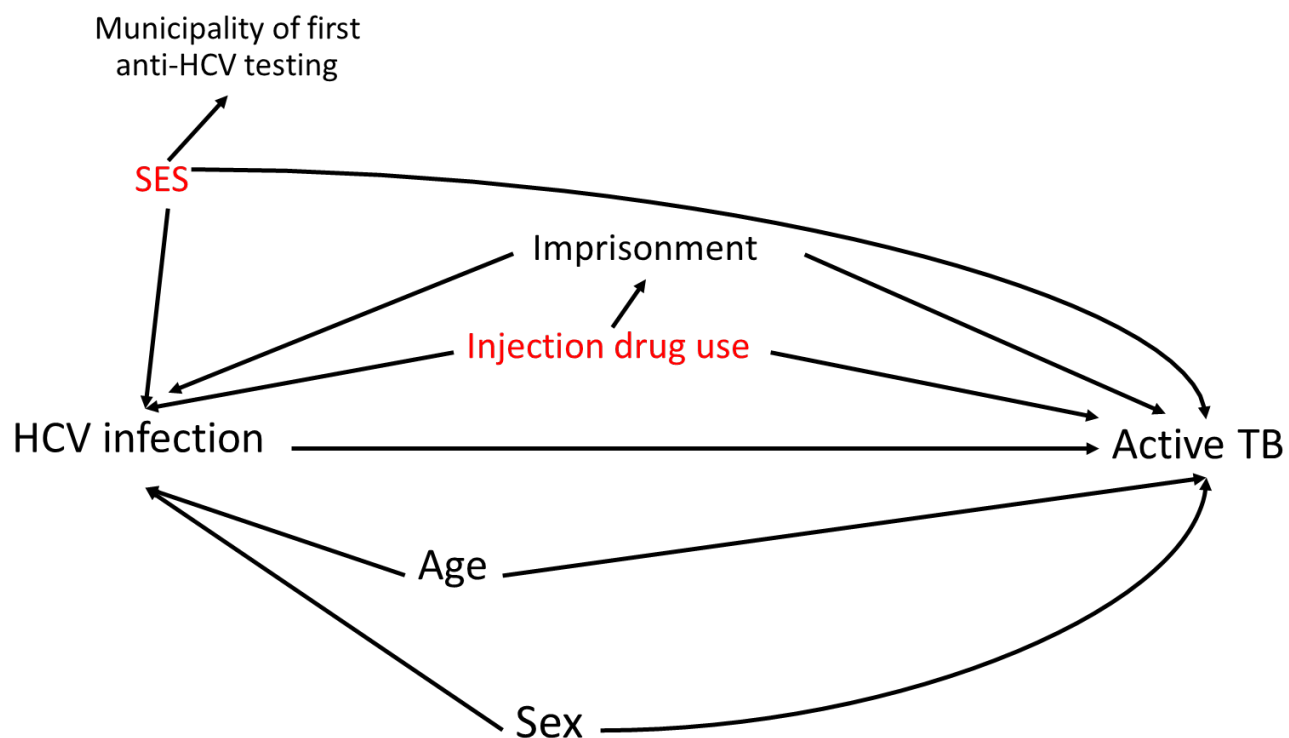 Municipality of first
anti-HCV testing
SES
Imprisonment
Injection drug use
HCV infection
Active TB
Age
Sex